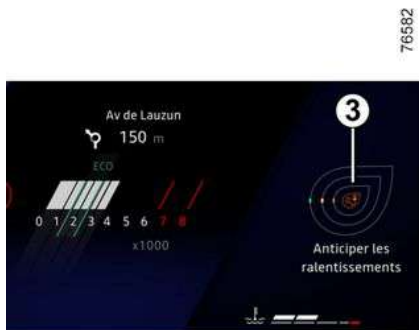 76582
Av de Lauzun
150 m
3
ECO
0 1 2 3 4 5 6 7 8
x1000
Anticiper les
ralentissements